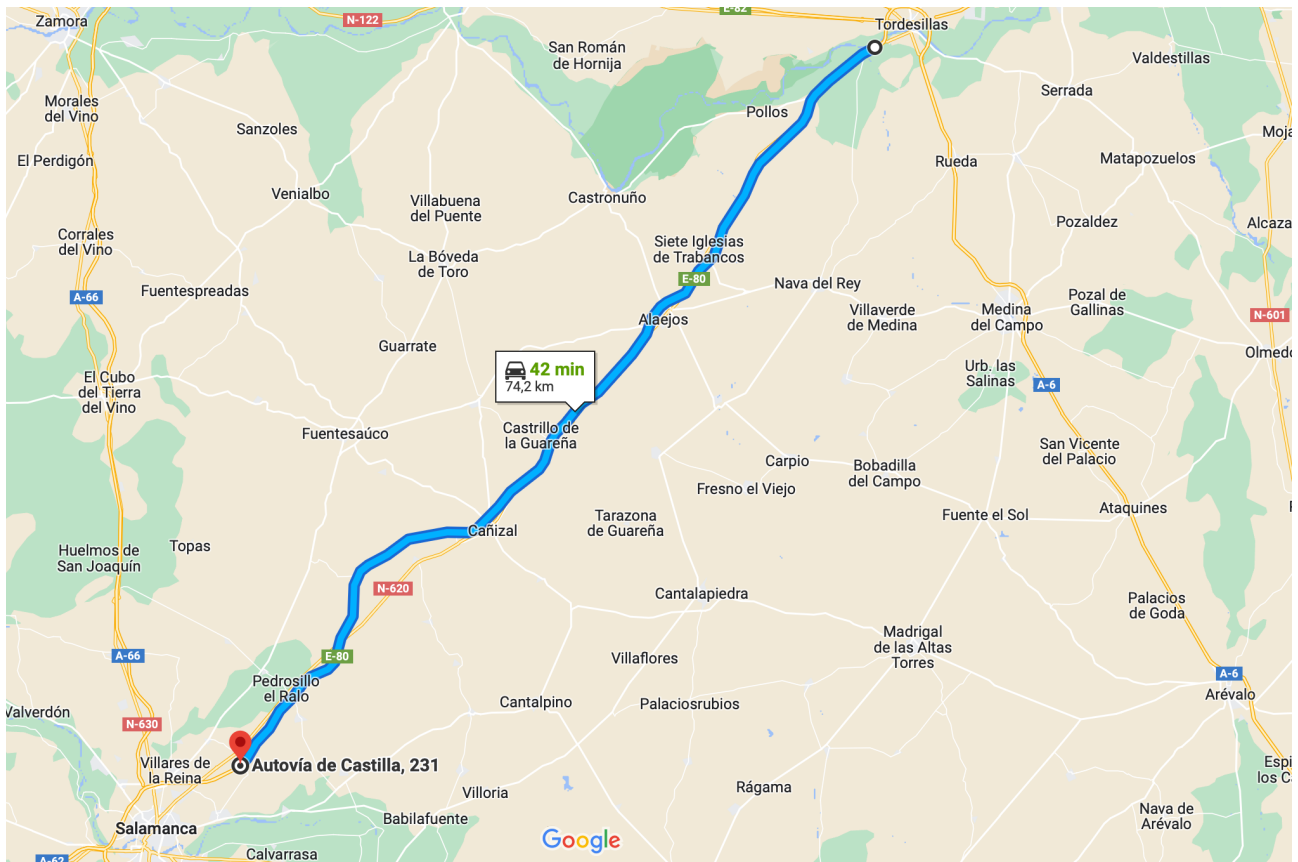 Zamora
N-122
E-82
Tordesillas
San Román
de Hornija
Valdestillas
Morales
del Vino
Serrada
Pollos
Sanzoles
Moja
El Perdigón
Rueda
Matapozuelos
Venialbo
Castronuño
Villabuena
del Puente
Pozaldez
Alcaza
Corrales
del Vino
Siete Iglesias
de Trabancos
La Bóveda
de Toro
E-80
Nava del Rey
Fuentespreadas
A-66
Pozal de
Gallinas
Villaverde
de Medina
Medina
del Campo
N-601
Alaejos
Guarrate
Olmedo
42 min
74,2 km
Urb. las
Salinas
A-6
El Cubo
del Tierra
del Vino
Castrillo de
la Guareña
Fuentesaúco
San Vicente
del Palacio
Carpio
Bobadilla
del Campo
Fresno el Viejo
Tarazona
de Guareña
Fuente el Sol
Ataquines
Cañizal
Topas
Huelmos de
San Joaquín
N-620
Cantalapiedra
Palacios
de Goda
Madrigal
de las Altas
Torres
A-66
E-80
Villaflores
Pedrosillo
el Ralo
A-6
Arévalo
Cantalpino
Palaciosrubios
Valverdón
N-630
Villares de
la Reina
Autovía de Castilla, 231
Espi
los C
Villoria
Rágama
Nava de
Arévalo
Salamanca
Babilafuente
Google
Calvarrasa
A-62